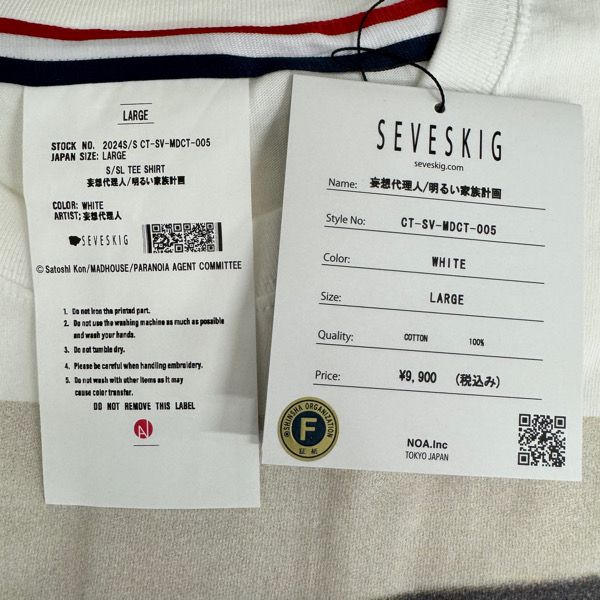 LARGE
STOCK NO. 2024S/S CT-SV-MDCT-005
JAPAN SIZE: LARGE
S/SL TEE SHIRT
妄想代理人/明るい家族計画
COLOR: WHITE
ARTIST; 妄想代理人
SEVESKIG
© Satoshi Kon/MADHOUSE/PARANOIA AGENT COMMITTEE
1. Do not iron the printed part.
2. Do not use the washing machine as much as possible
and wash your hands.
3. Do not tumble dry.
4. Please be careful when handling embroidery.
5. Do not wash with other items as it may
cause color transfer.
DO NOT REMOVE THIS LABEL
SEVESKIG
seveskig.com
Name: 妄想代理人/明るい家族計画
Style No: CT-SV-MDCT-005
Color: WHITE
Size: LARGE
Quality: COTTON 100%
Price: ¥9,900 (税込み)
©SHINSHA ORGANIZATION
F
証紙
NOA.Inc
TOKYO JAPAN